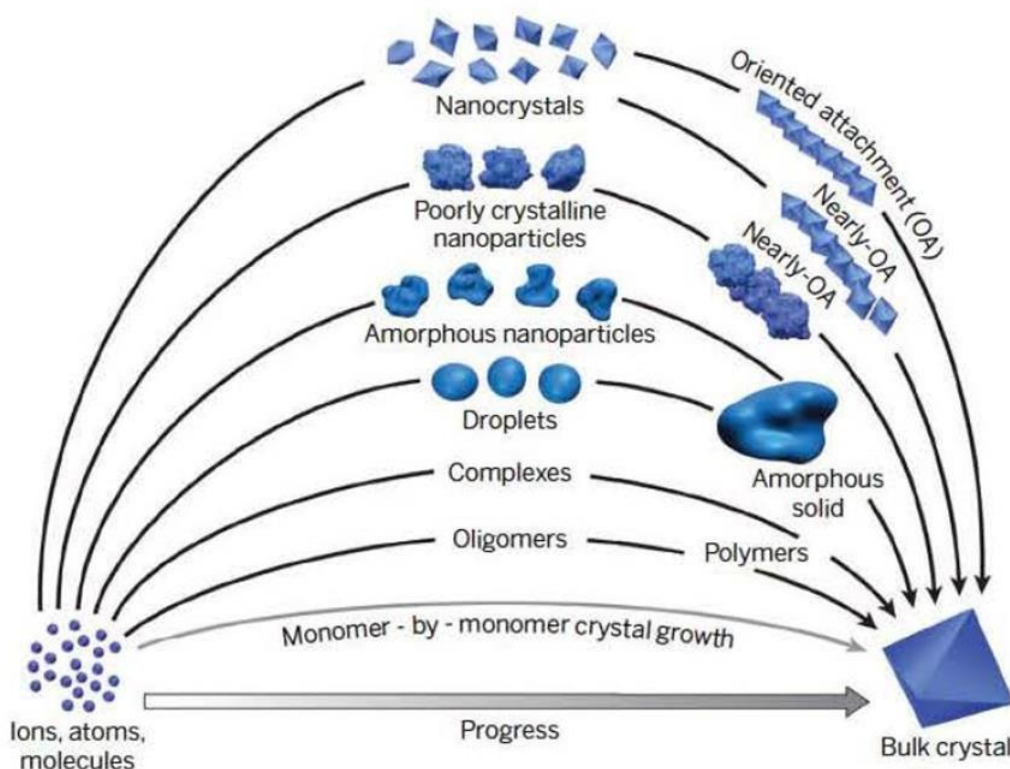 Nanocrystals
Oriented attachment (OA)
Poorly crystalline
nanoparticles
Nearly-OA
Nearly-OA
Amorphous nanoparticles
Droplets
Amorphous
solid
Complexes
Oligomers
Polymers
Monomer - by - monomer crystal growth
Ions, atoms,
molecules
Progress
Bulk crystal